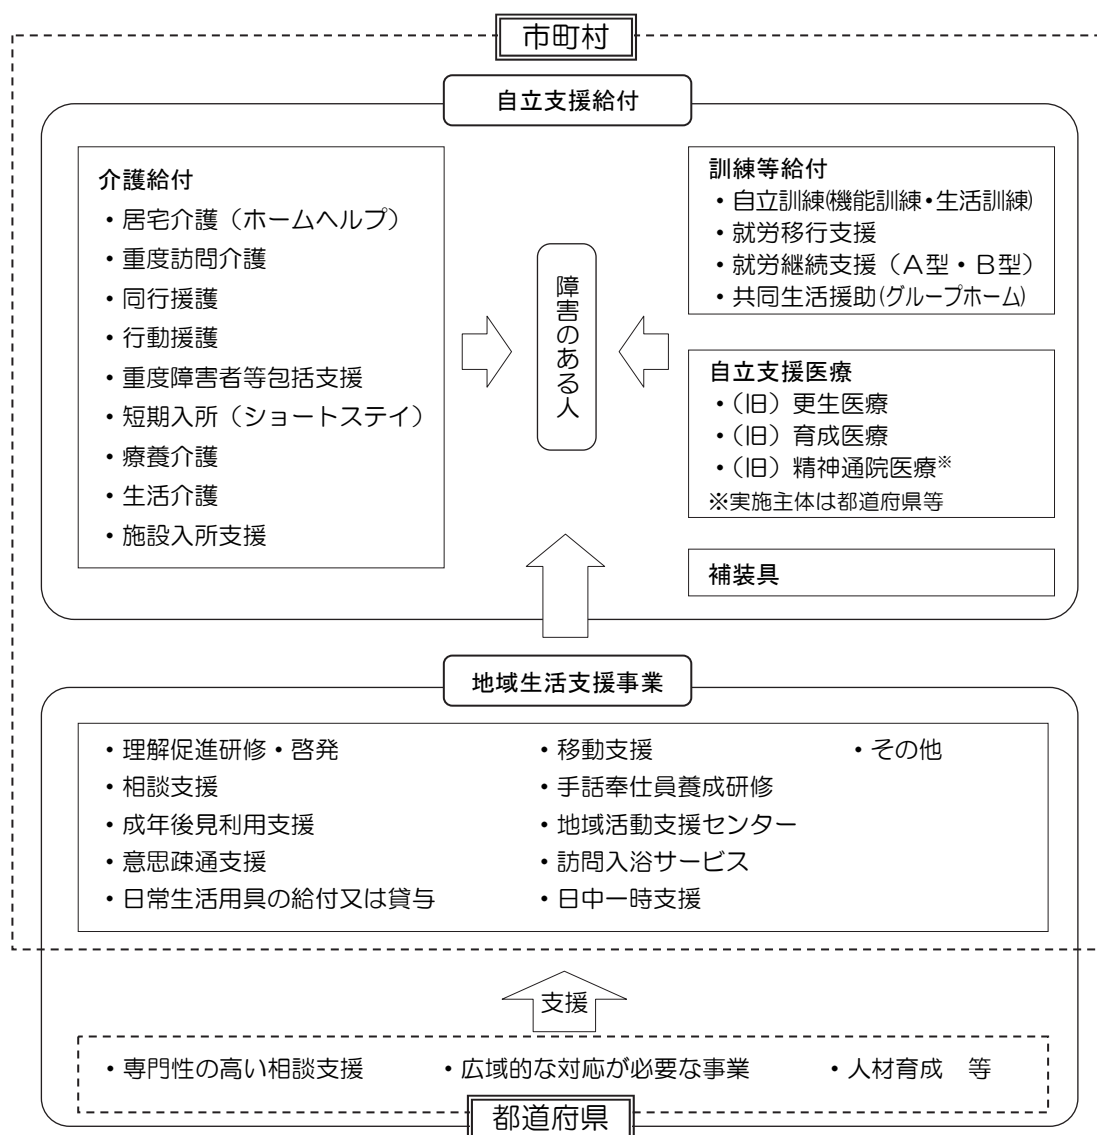 市町村
自立支援給付
介護給付
・居宅介護（ホームヘルプ）
・重度訪問介護
・同行援護
・行動援護
・重度障害者等包括支援
・短期入所（ショートステイ）
・療養介護
・生活介護
・施設入所支援
障害のある人
訓練等給付
・自立訓練(機能訓練・生活訓練)
・就労移行支援
・就労継続支援（Ａ型・Ｂ型）
・共同生活援助(グループホーム)
自立支援医療
・（旧）更生医療
・（旧）育成医療
・（旧）精神通院医療※
※実施主体は都道府県等
補装具
地域生活支援事業
・理解促進研修・啓発
・相談支援
・成年後見利用支援
・意思疎通支援
・日常生活用具の給付又は貸与
・移動支援
・手話奉仕員養成研修
・地域活動支援センター
・訪問入浴サービス
・日中一時支援
・その他
支援
・専門性の高い相談支援
・広域的な対応が必要な事業
・人材育成　等
都道府県